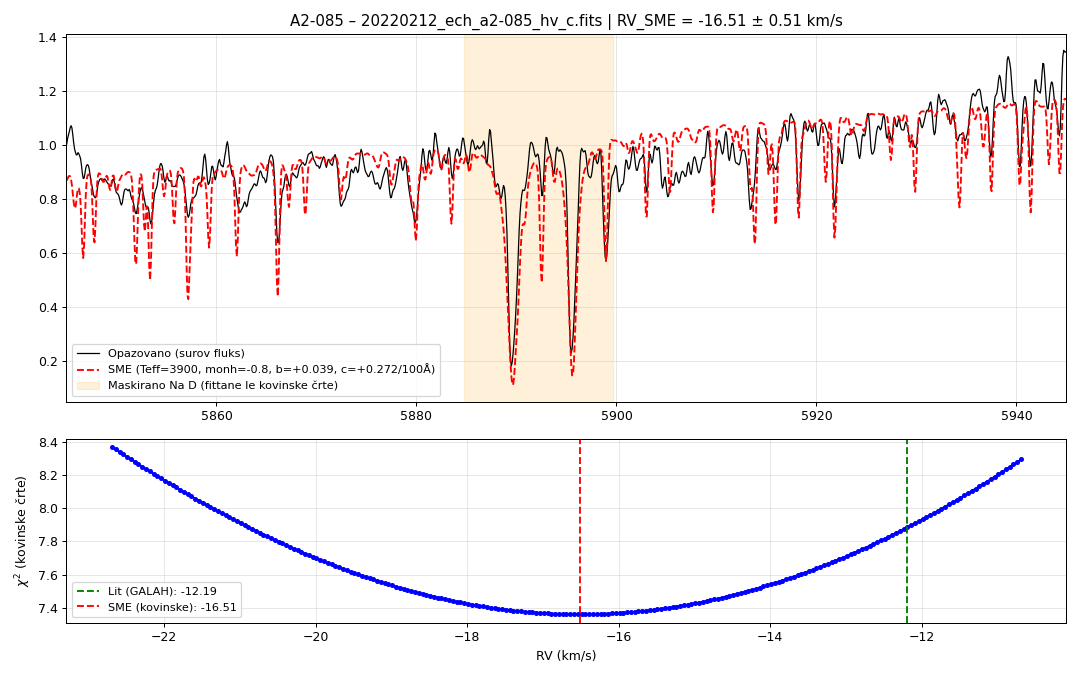 A2-085 – 20220212_ech_a2-085_hv_c.fits | RV_SME = -16.51 ± 0.51 km/s
1.4
1.2
1.0
0.8
0.6
0.4
0.2
Opazovano (surov fluks)
SME (Teff=3900, monh=-0.8, b=+0.039, c=+0.272/100Å)
Maskirano Na D (fittane le kovinske črte)
5860 5880 5900 5920 5940
8.4
8.2
8.0
7.8
7.6
7.4
χ² (kovinske črte)
Lit (GALAH): -12.19
SME (kovinske): -16.51
−22 −20 −18 −16 −14 −12
RV (km/s)